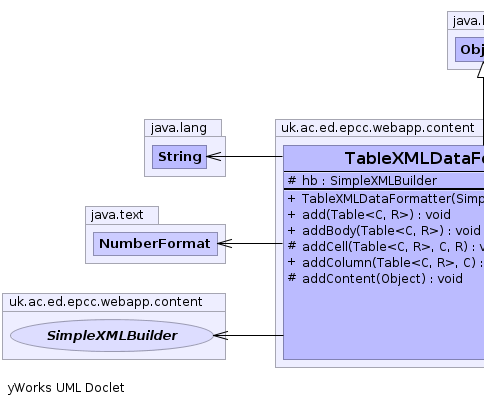 java.l
Obj
java.lang
String
uk.ac.ed.epcc.webapp.content
TableXMLDataFo
# hb : SimpleXMLBuilder
+ TableXMLDataFormatter(Simp
+ add(Table<C, R>) : void
+ addBody(Table<C, R>) : void
# addCell(Table<C, R>, C, R) : v
+ addColumn(Table<C, R>, C) :
# addContent(Object) : void
java.text
NumberFormat
uk.ac.ed.epcc.webapp.content
SimpleXMLBuilder
yWorks UML Doclet